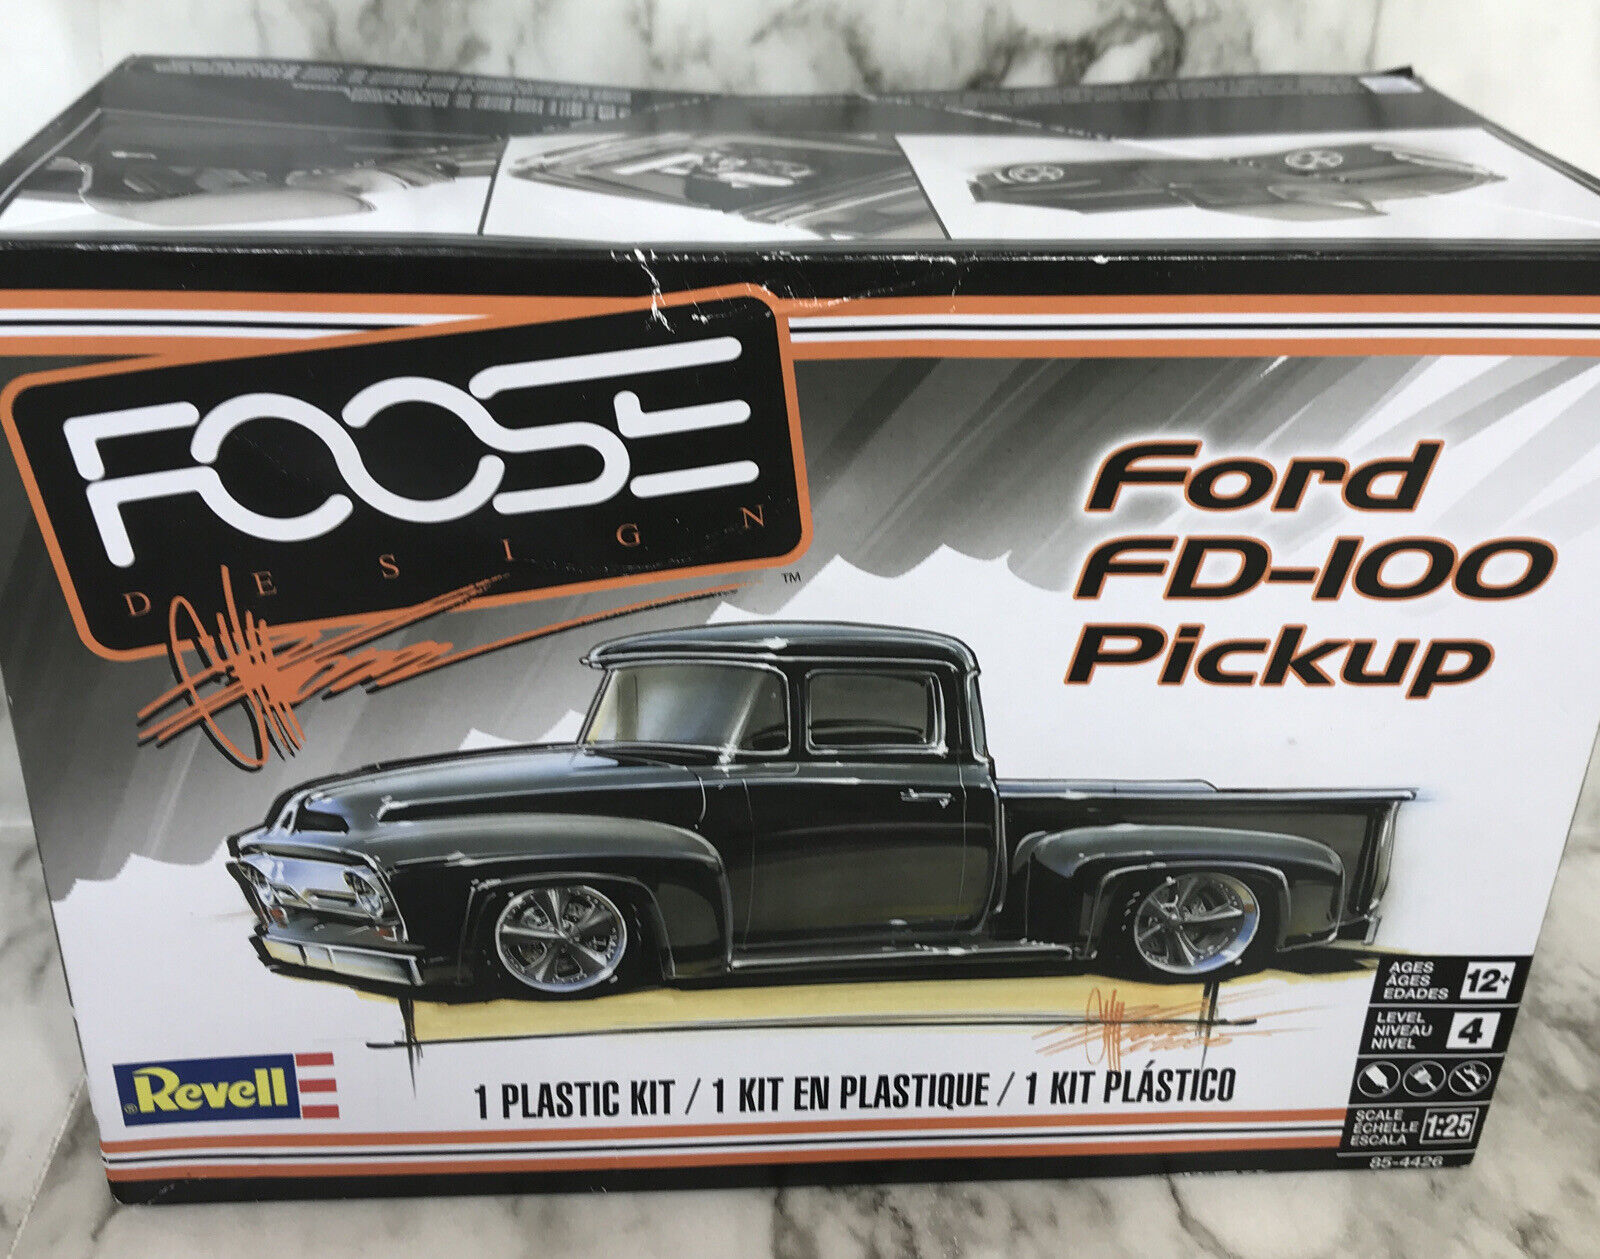 FOOSE
DESIGN
TM
Ford
FD-100
Pickup
AGES
ÂGES
EDADES
12+
LEVEL
NIVEAU
NIVEL
4
Revell
®
1 PLASTIC KIT / 1 KIT EN PLASTIQUE / 1 KIT PLÁSTICO
SCALE
ÉCHELLE
ESCALA
1:25
85-4426